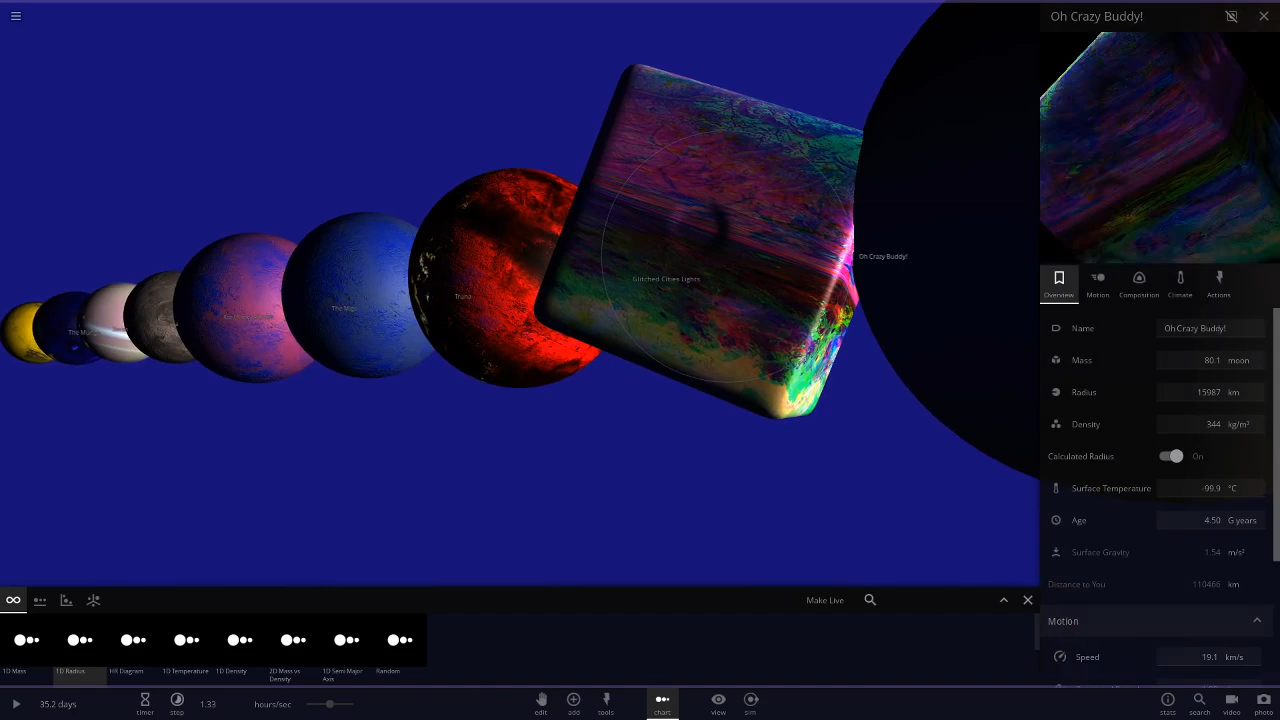 Oh Crazy Buddy!
The Mu
The Migo
Truna
Girtched Cities Lights
Oh Crazy Buddy!
Overview
Motion
Composition
Climate
Actions
Name Oh Crazy Buddy!
Mass 80.1 moon
Radius 15987 km
Density 344 kg/m³
Calculated Radius On
Surface Temperature -99.9 °C
Age 4.50 G years
Surface Gravity 1.54 m/s²
Distance to You 110466 km
Motion
Speed 19.1 km/s
Make Live
1D Mass
1D Radius
HR Diagram
1D Temperature
1D Density
2D Mass vs
Density
1D Semi Major
Axis
Random
35.2 days
timer
step
1.33 hours/sec
edit
add
tools
chart
view
sim
stats
search
video
photo